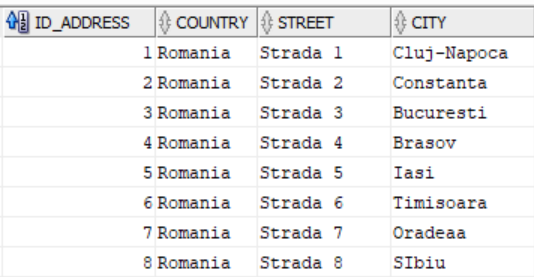 ID_ADDRESS COUNTRY STREET CITY
1 Romania Strada 1 Cluj-Napoca
2 Romania Strada 2 Constanta
3 Romania Strada 3 Bucuresti
4 Romania Strada 4 Brasov
5 Romania Strada 5 Iasi
6 Romania Strada 6 Timisoara
7 Romania Strada 7 Oradeaa
8 Romania Strada 8 SIbiu